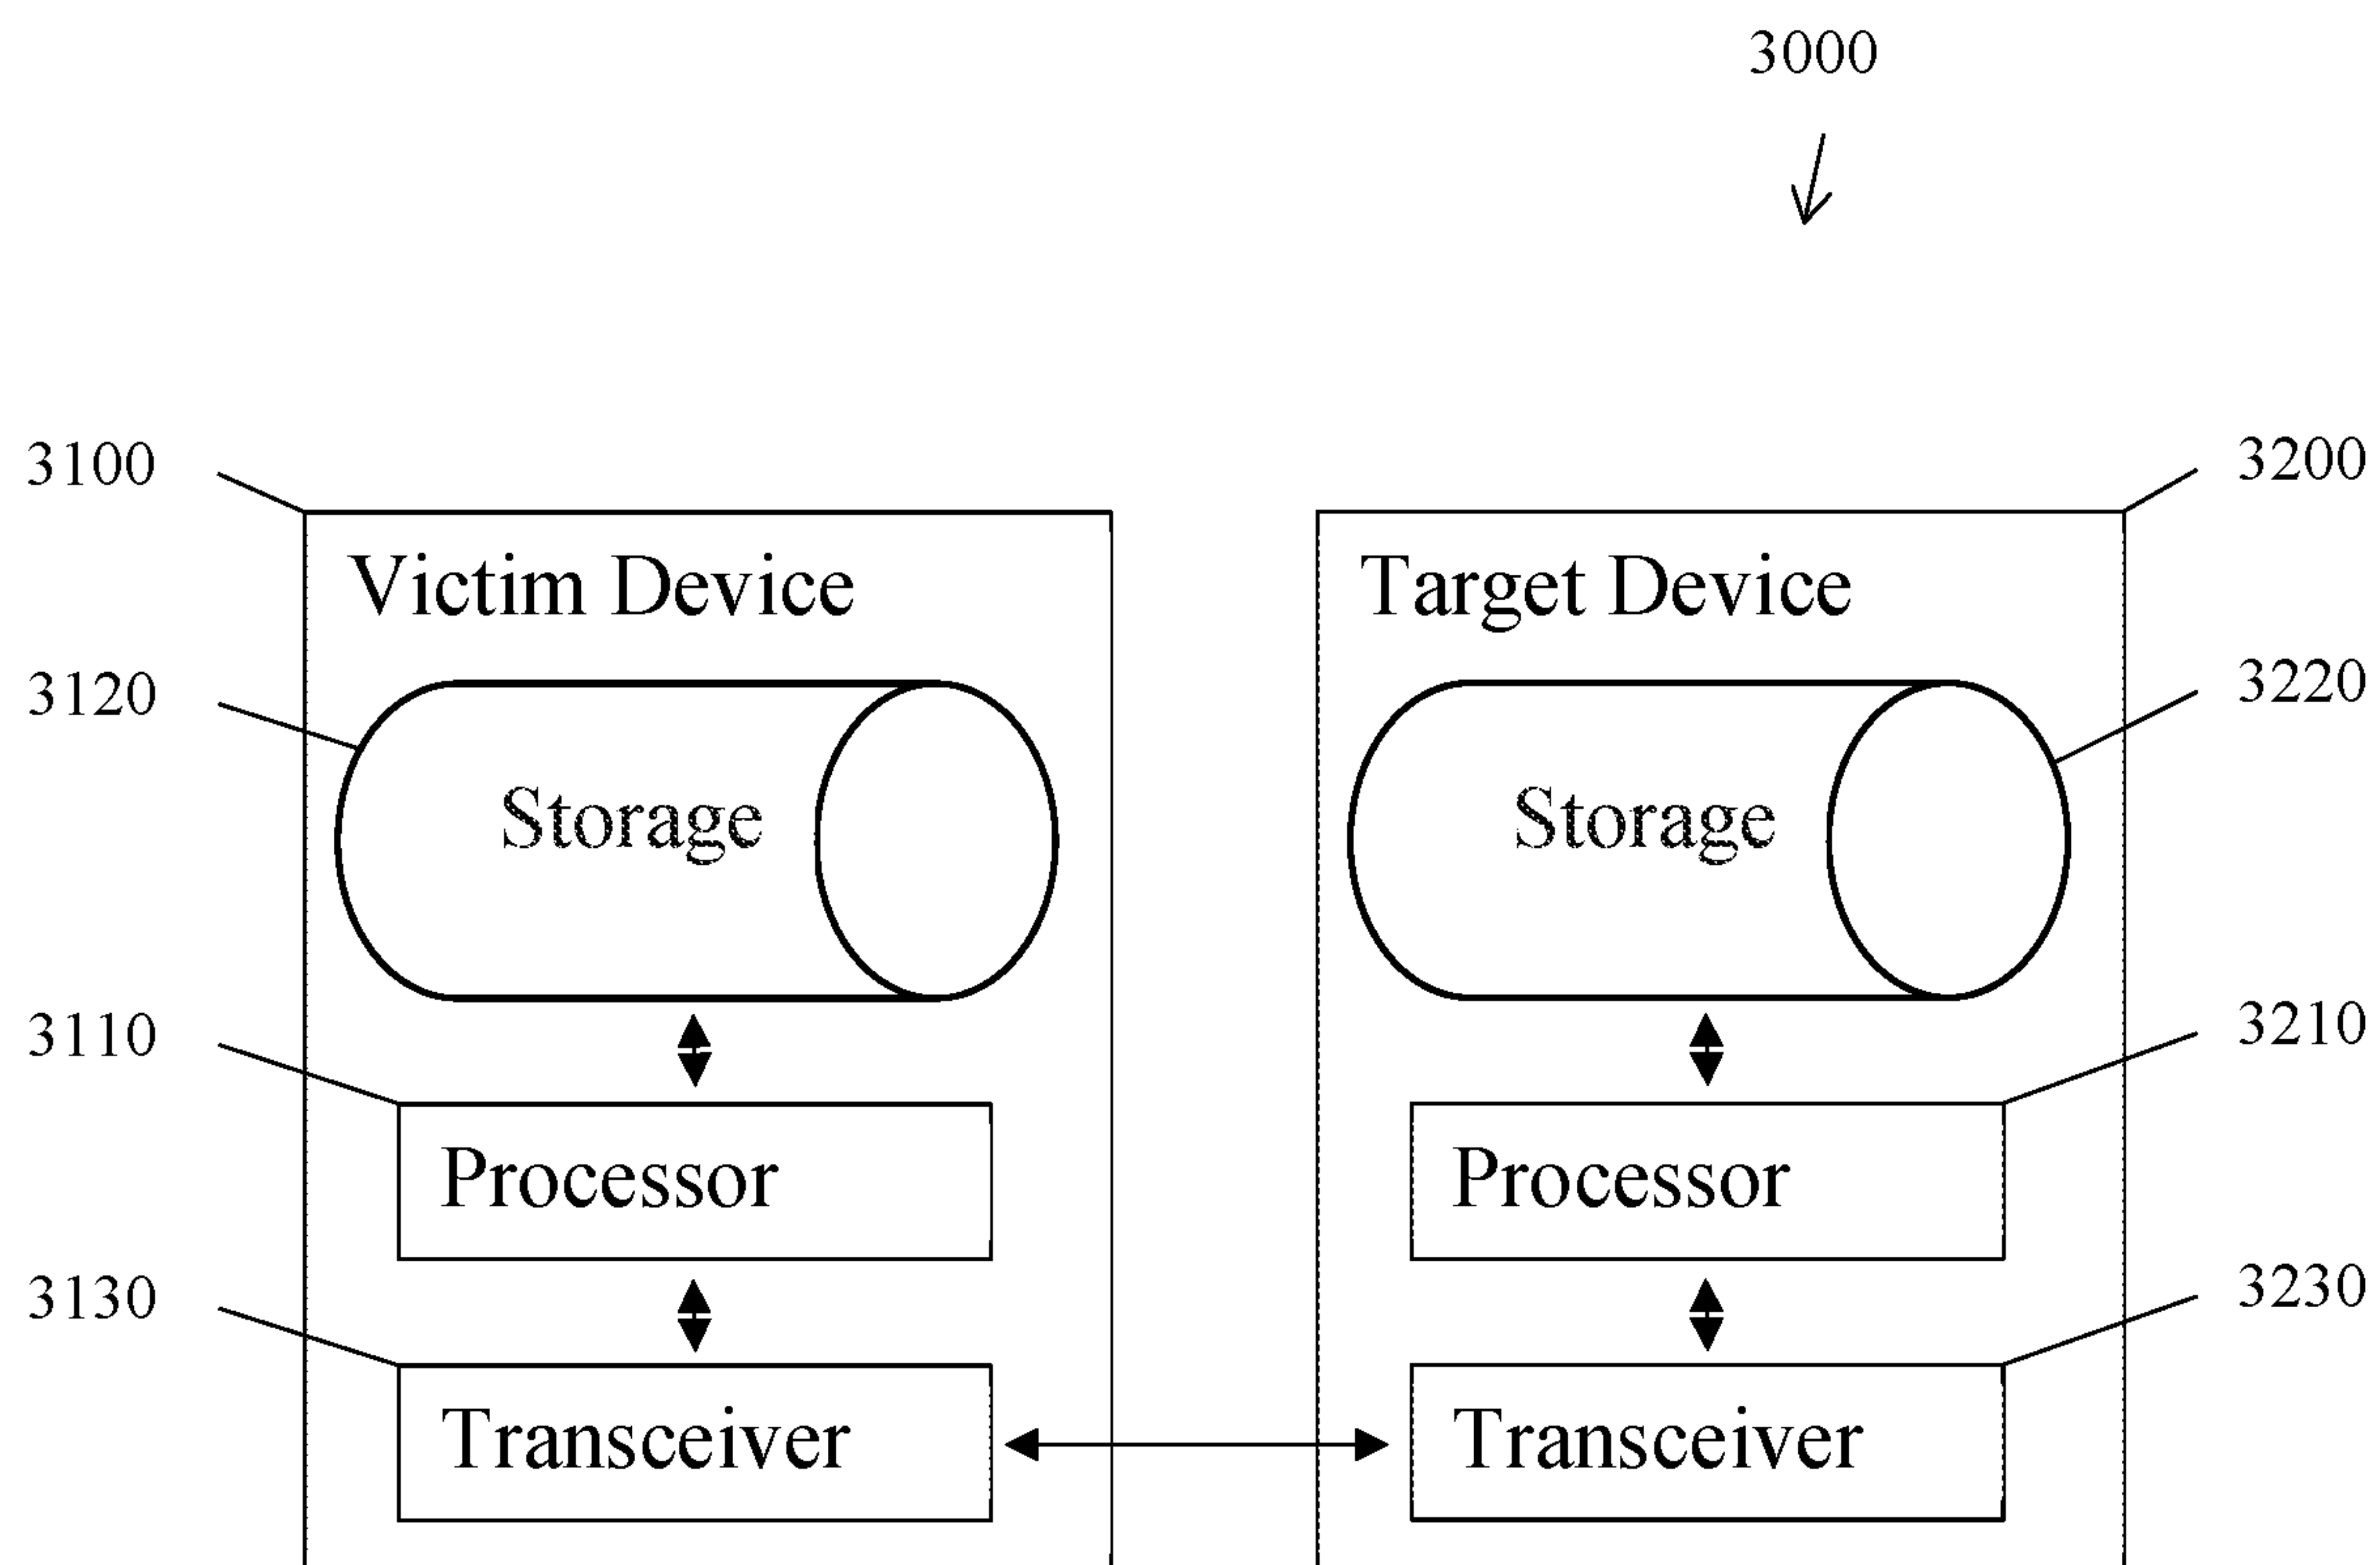 3000
3100
3200
Victim Device
Target Device
3120
3220
Storage
Storage
3110
3210
Processor
Processor
3130
3230
Transceiver
Transceiver